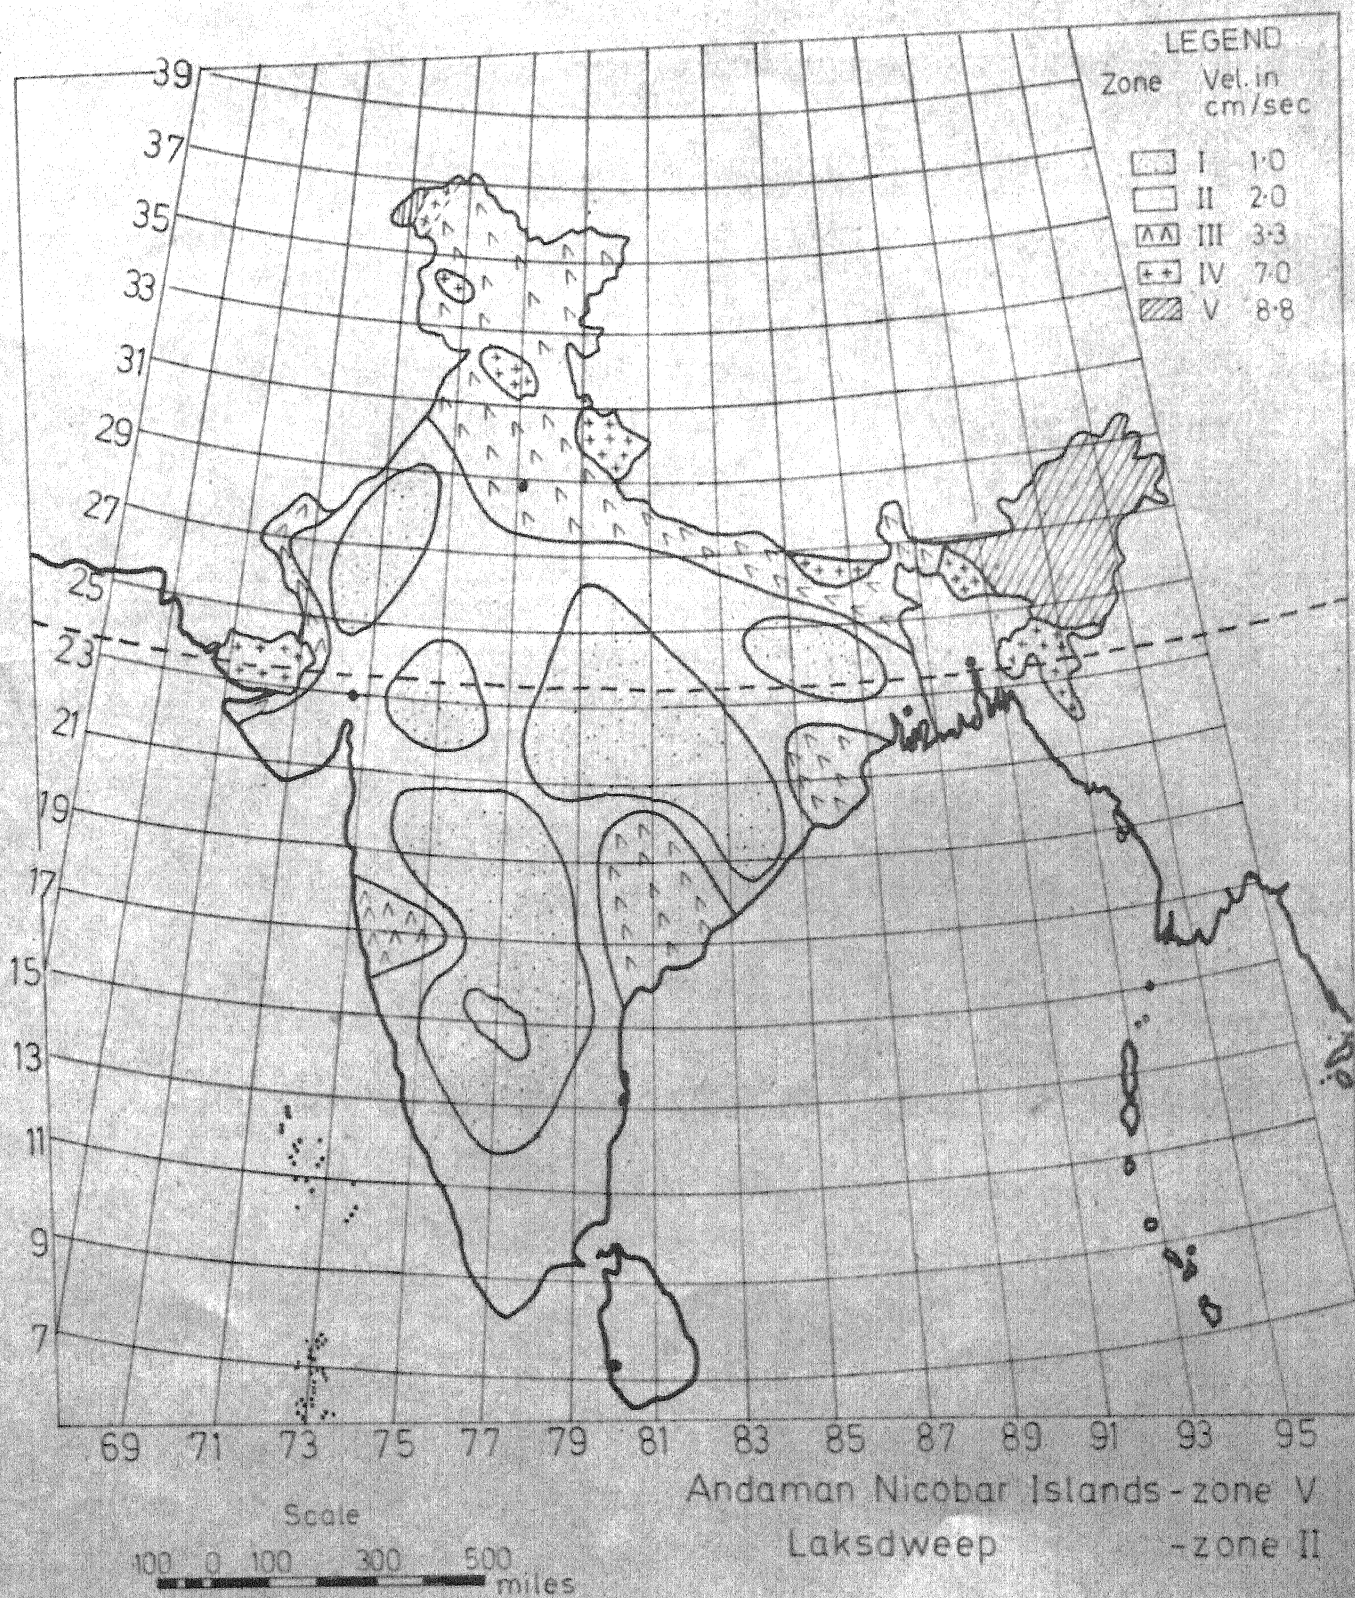 LEGEND
Zone Vel. in
cm/sec
I 1·0
II 2·0
III 3·3
IV 7·0
V 8·8
39
37
35
33
31
29
27
25
23
21
19
17
15
13
11
9
7
69 71 73 75 77 79 81 83 85 87 89 91 93 95
Andaman Nicobar Islands - zone V
Laksdweep - zone II
Scale
100 0 100 300 500
miles